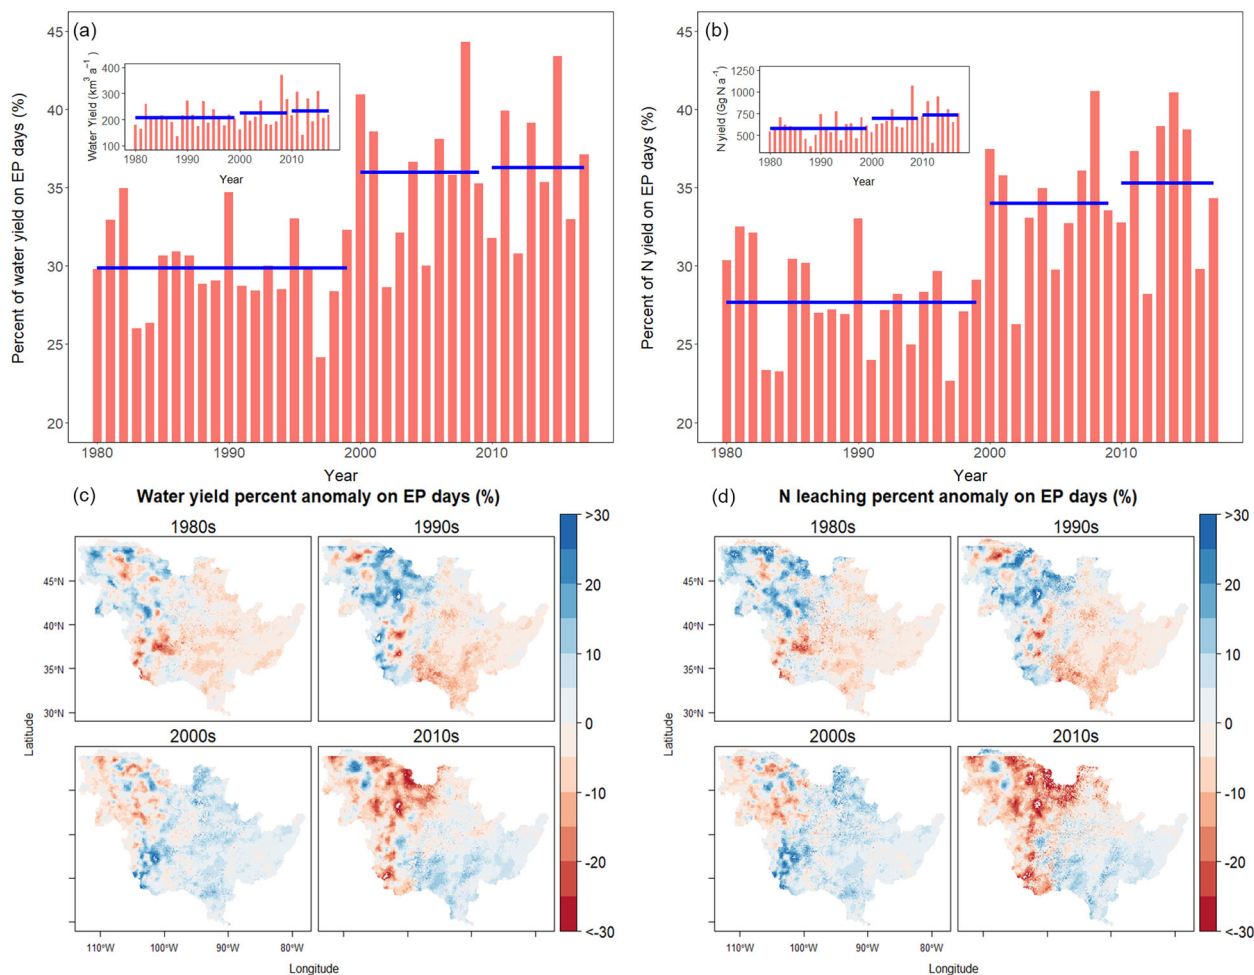 (a)
45
40
35
30
25
20
Percent of water yield on EP days (%)
400
300
200
100
Water Yield (km³ a⁻¹)
1980 1990 2000 2010
Year
1980 1990 2000 2010
Year
(b)
45
40
35
30
25
20
Percent of N yield on EP days (%)
1250
1000
750
500
N yield (Gg N a⁻¹)
1980 1990 2000 2010
Year
1980 1990 2000 2010
Year
(c) Water yield percent anomaly on EP days (%)
1980s 1990s
45°N
40°N
35°N
30°N
2000s 2010s
Latitude
110°W 100°W 90°W 80°W
Longitude
>30
20
10
0
-10
-20
<-30
(d) N leaching percent anomaly on EP days (%)
1980s 1990s
45°N
40°N
35°N
30°N
2000s 2010s
Latitude
110°W 100°W 90°W 80°W
Longitude
>30
20
10
0
-10
-20
<-30